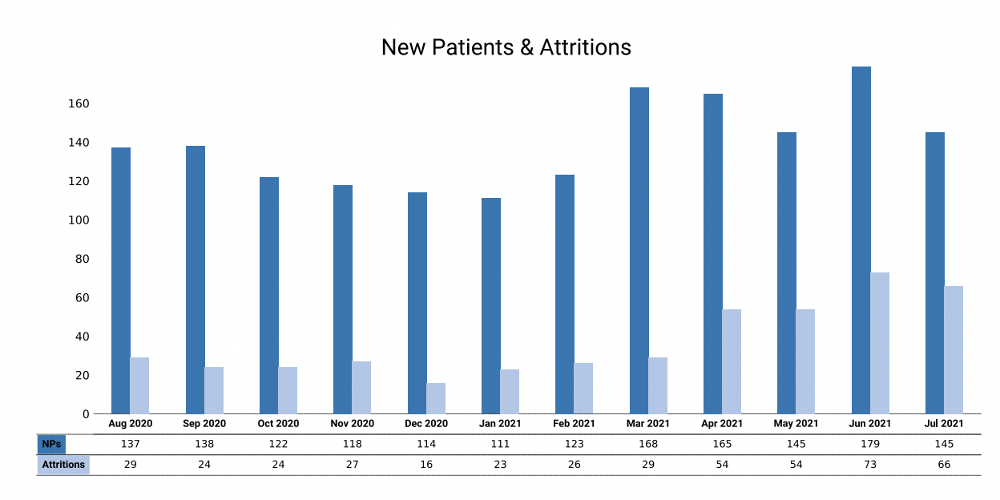 New Patients & Attritions
160
140
120
100
80
60
40
20
0
Aug 2020 Sep 2020 Oct 2020 Nov 2020 Dec 2020 Jan 2021 Feb 2021 Mar 2021 Apr 2021 May 2021 Jun 2021 Jul 2021
NPs 137 138 122 118 114 111 123 168 165 145 179 145
Attritions 29 24 24 27 16 23 26 29 54 54 73 66